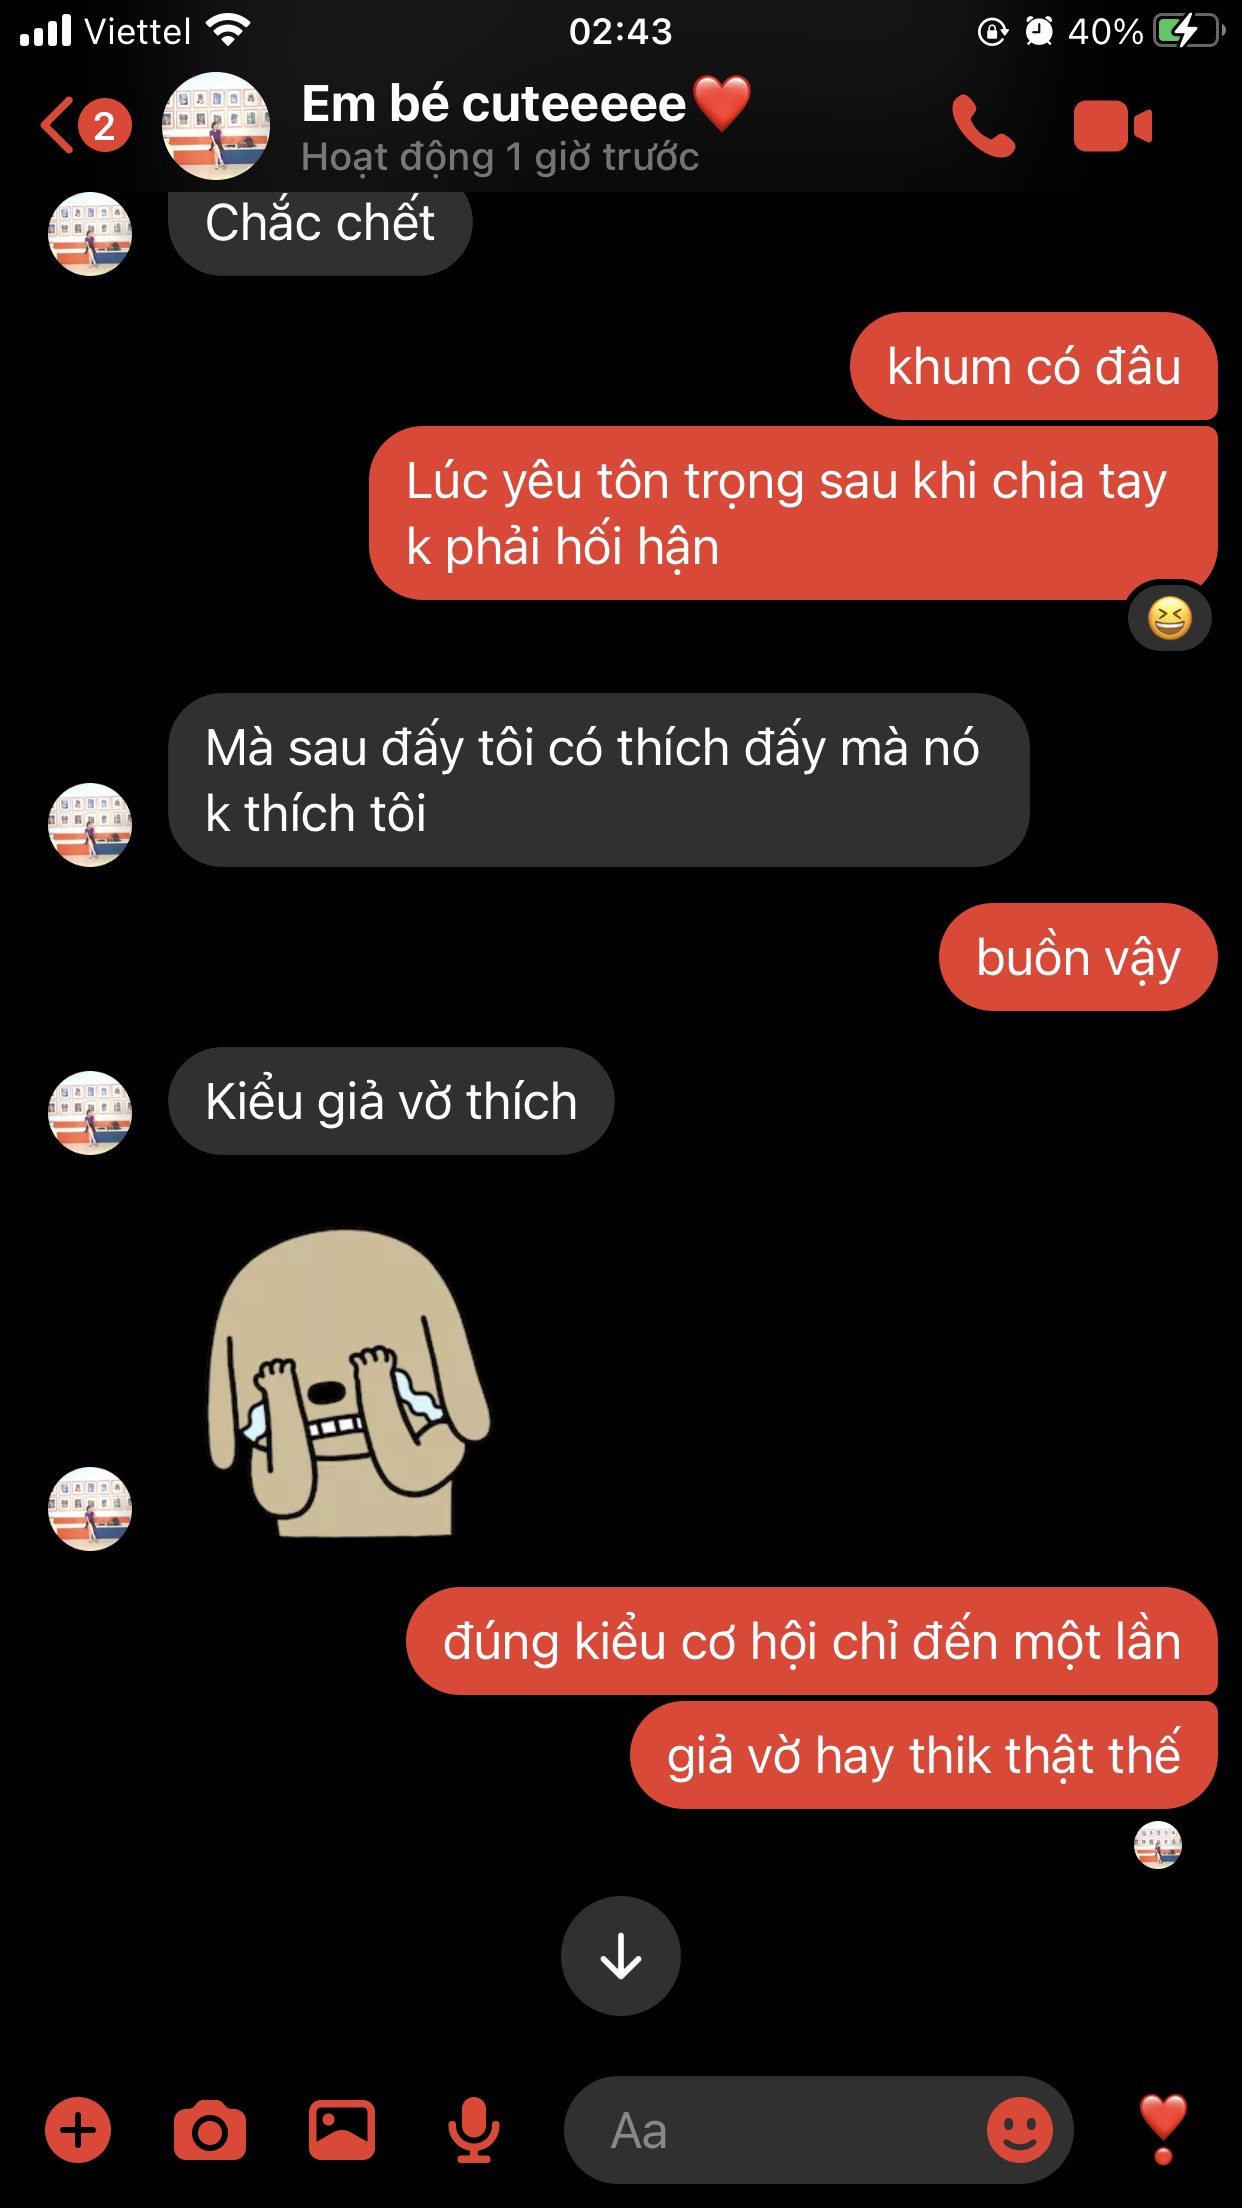 Viettel 02:43 40%
2 Em bé cuteeeee❤️
Hoạt động 1 giờ trước
Chắc chết
khum có đâu
Lúc yêu tôn trọng sau khi chia tay
k phải hối hận
Mà sau đấy tôi có thích đấy mà nó
k thích tôi
buồn vậy
Kiểu giả vờ thích
đúng kiểu cơ hội chỉ đến một lần
giả vờ hay thik thật thế
Aa